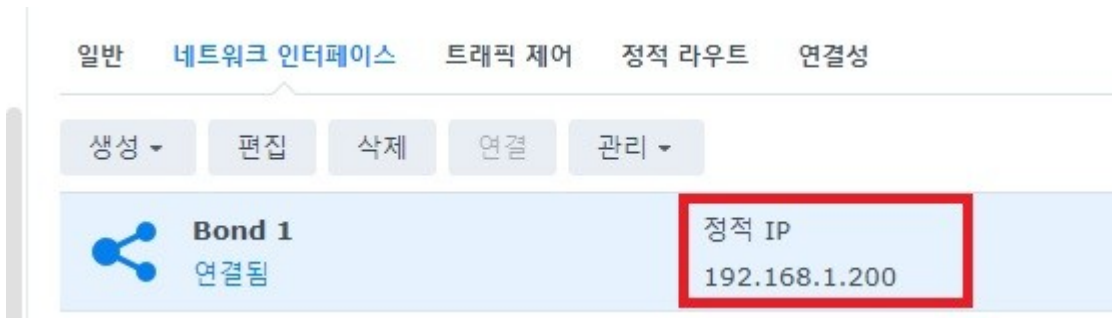 일반 네트워크 인터페이스 트래픽 제어 정적 라우트 연결성
생성 편집 삭제 연결 관리
Bond 1 정적 IP
연결됨 192.168.1.200